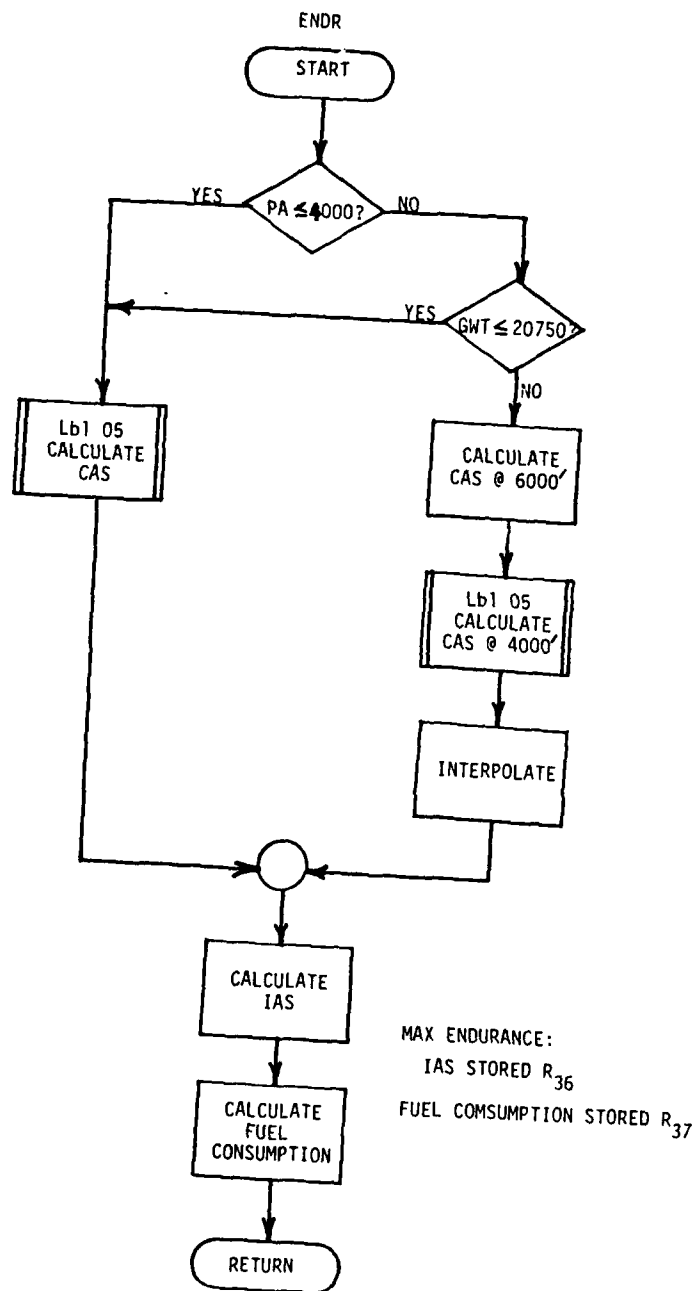 ENDR
START
YES
PA ≤4000?
NO
YES
GWT ≤ 20750?
NO
Lbl 05
CALCULATE
CAS
CALCULATE
CAS @ 6000'
Lbl 05
CALCULATE
CAS @ 4000'
INTERPOLATE
CALCULATE
IAS
MAX ENDURANCE:
IAS STORED R36
FUEL COMSUMPTION STORED R37
CALCULATE
FUEL
CONSUMPTION
RETURN